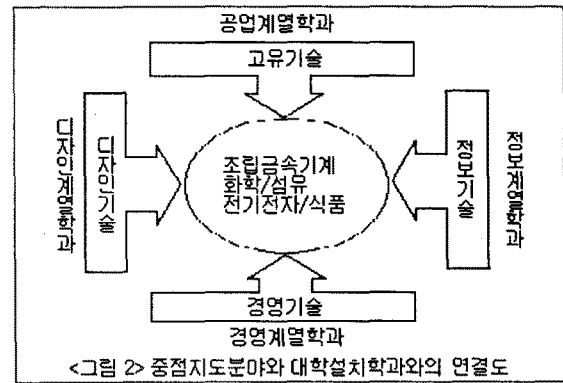 공업계열학과
고유기술
디자인계열학과
디자인기술
조립금속기계
화학/섬유
전기전자/식품
정보기술
정보계열학과
경영기술
경영계열학과
<그림 2> 중점지도분야와 대학설치학과와의 연결도